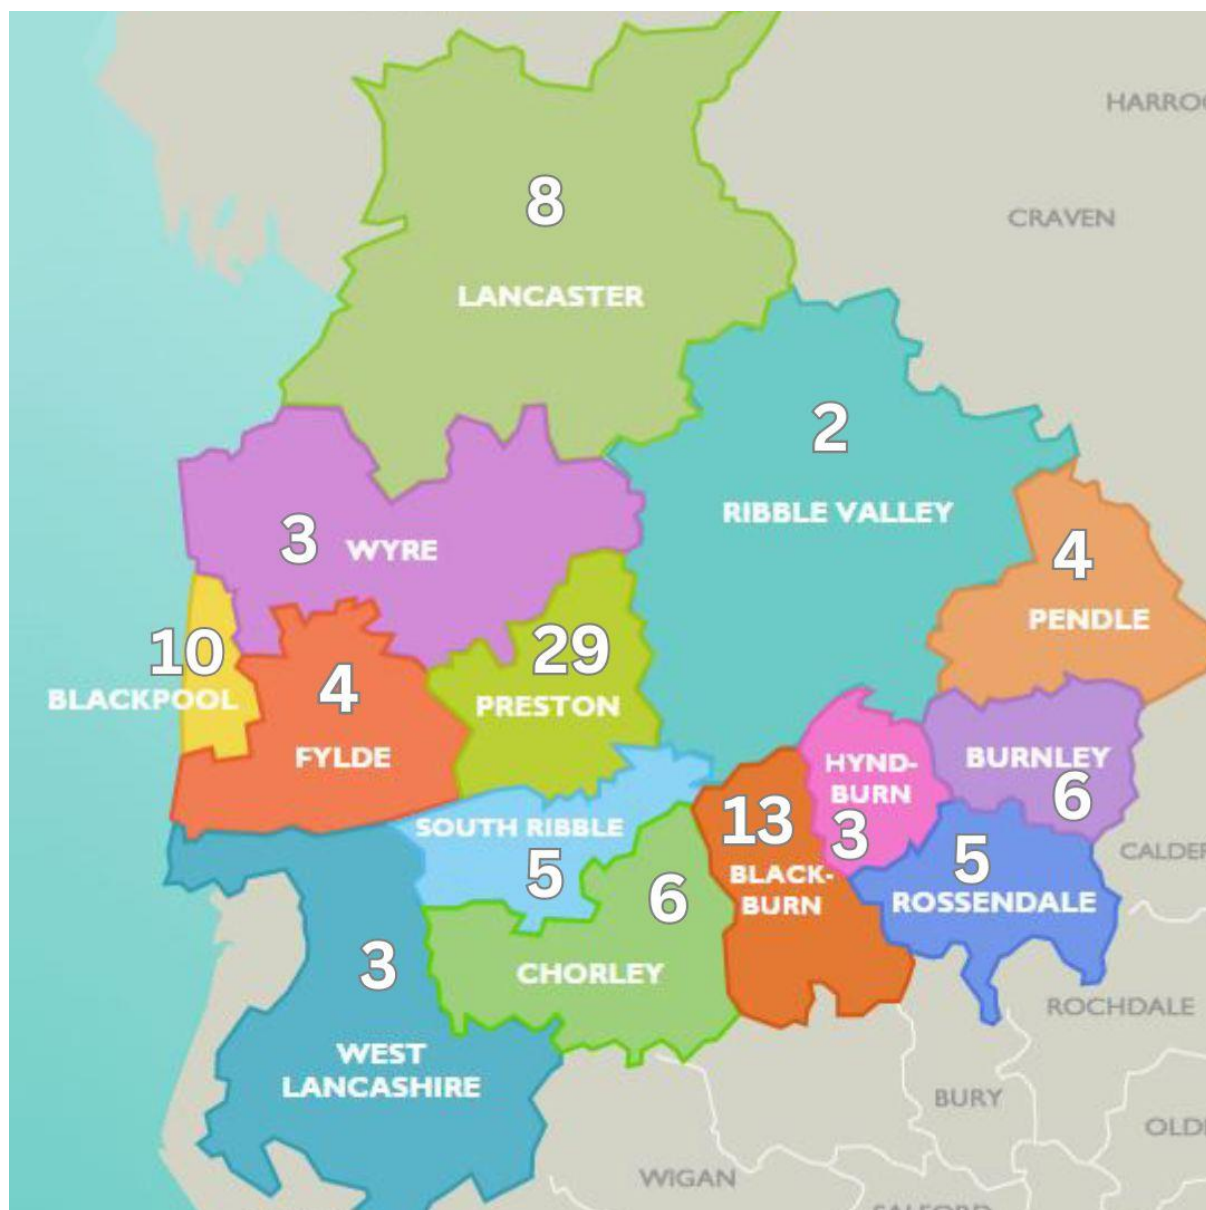 HARRO
CRAVEN
8
LANCASTER
2
RIBBLE VALLEY
3 WYRE
4
PENDLE
10
BLACKPOOL
4
FYLDE
29
PRESTON
HYND-
BURN
3
BURNLEY
6
13
BLACK-
BURN
SOUTH RIBBLE
5
5
ROSSENDALE
CALDER
6
CHORLEY
3
WEST
LANCASHIRE
ROCHDALE
BURY
OLD
WIGAN
SALFORD